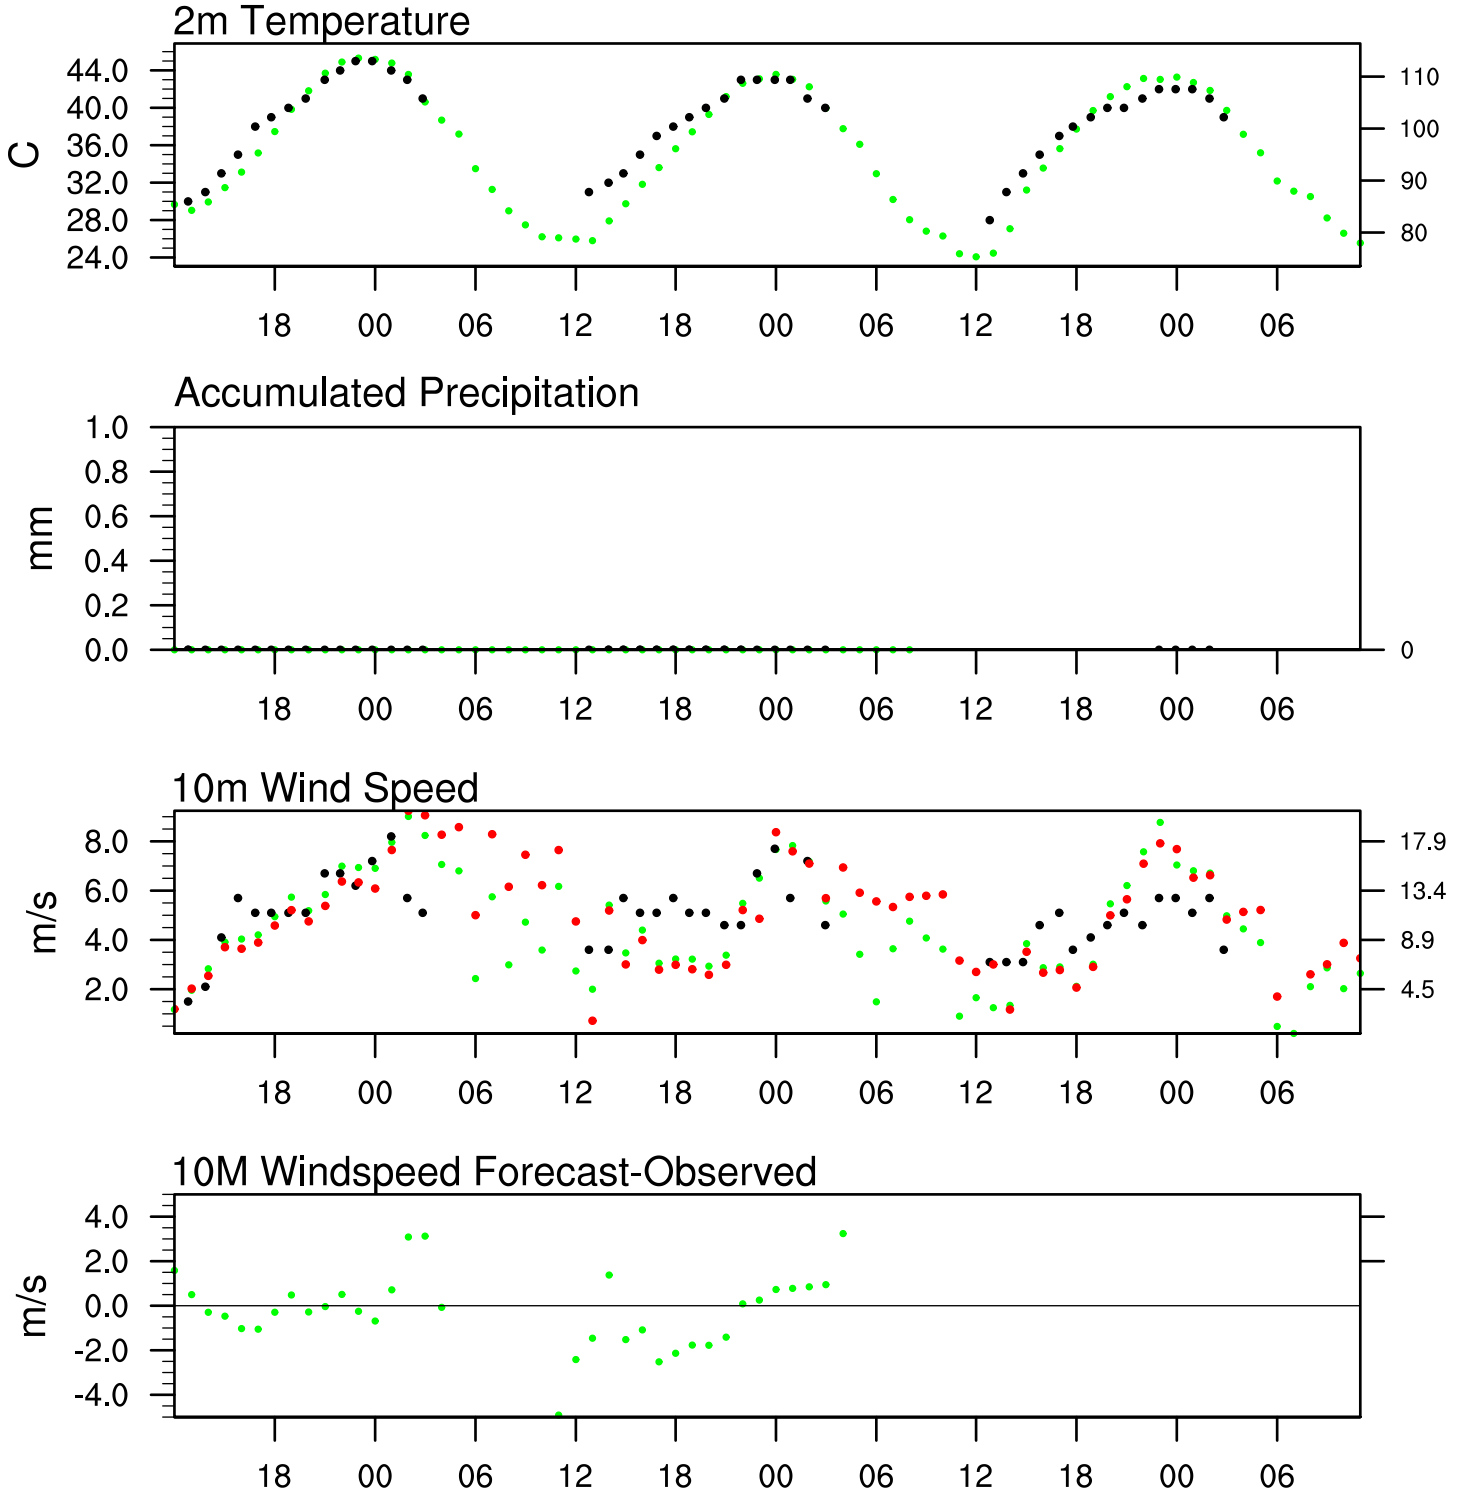 2m Temperature
44.0
40.0
36.0
32.0
28.0
24.0
C
110
100
90
80
18 00 06 12 18 00 06 12 18 00 06
Accumulated Precipitation
1.0
0.8
0.6
0.4
0.2
0.0
mm
0
18 00 06 12 18 00 06 12 18 00 06
10m Wind Speed
8.0
6.0
4.0
2.0
m/s
17.9
13.4
8.9
4.5
18 00 06 12 18 00 06 12 18 00 06
10M Windspeed Forecast-Observed
4.0
2.0
0.0
-2.0
-4.0
m/s
18 00 06 12 18 00 06 12 18 00 06